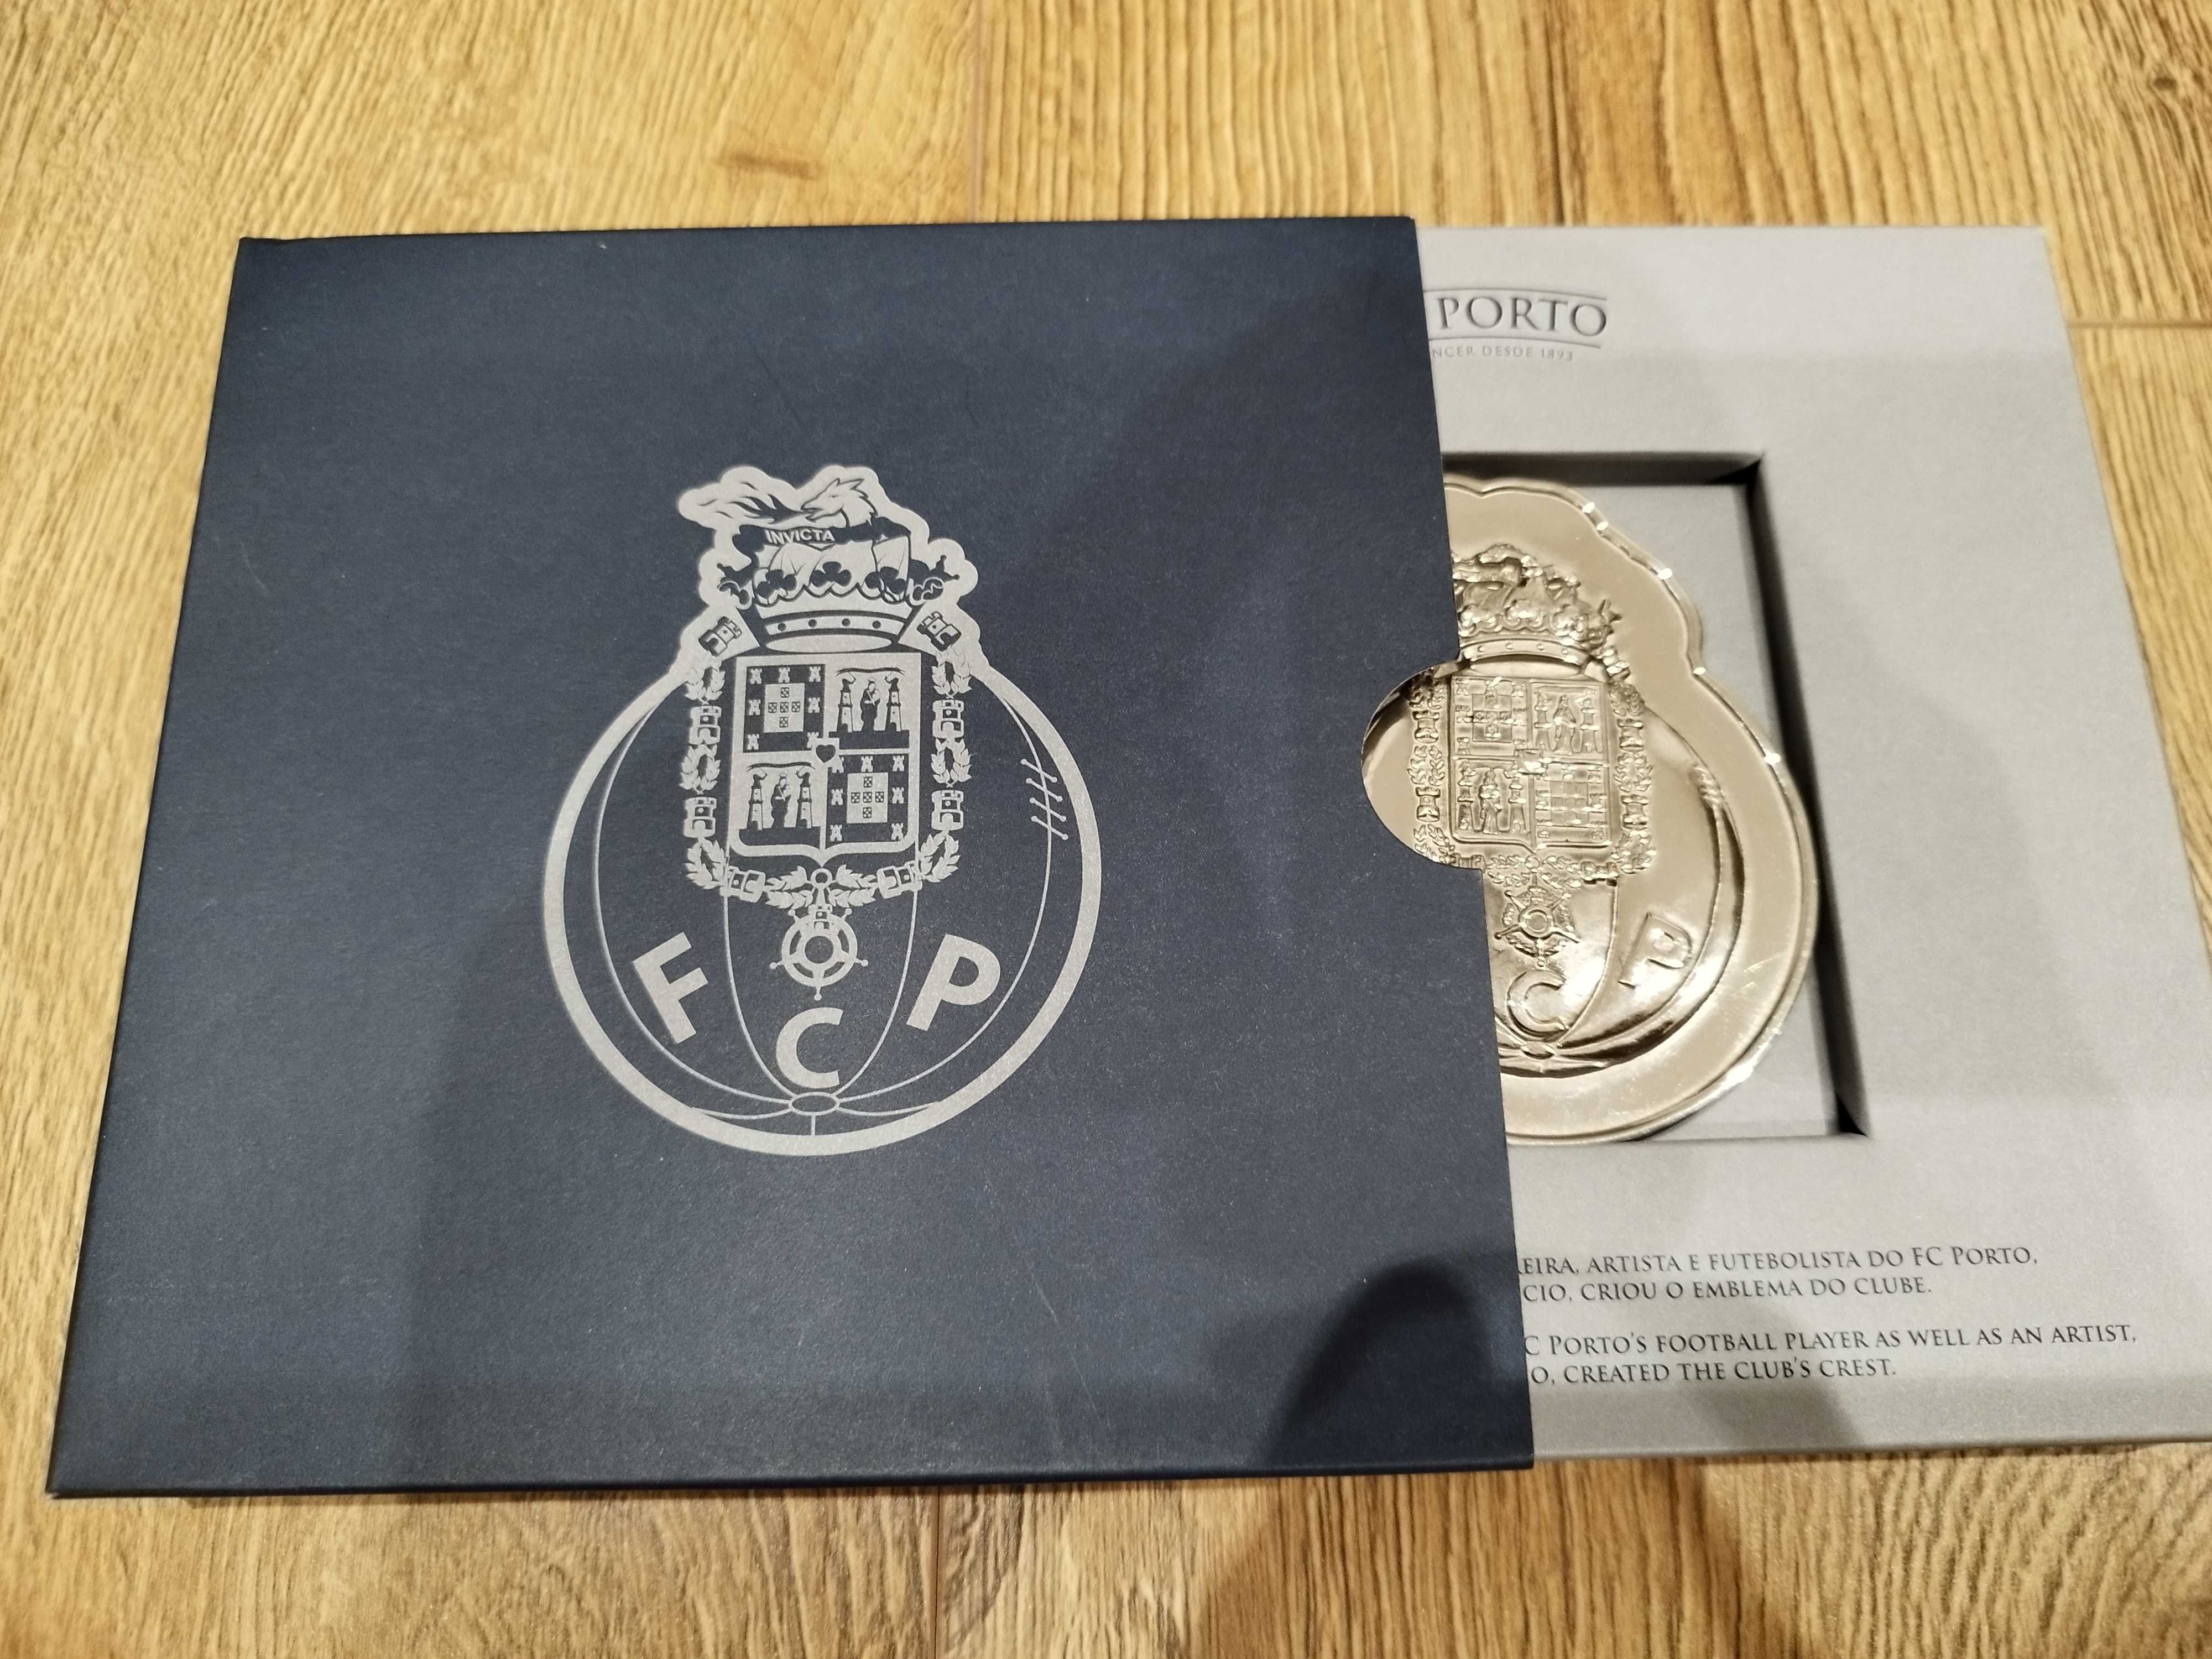 INVICTA
F C P
PORTO
NCER DESDE 1893
C P
EIRA, ARTISTA E FUTEBOLISTA DO FC PORTO,
CIO, CRIOU O EMBLEMA DO CLUBE.
C PORTO'S FOOTBALL PLAYER AS WELL AS AN ARTIST,
O, CREATED THE CLUB'S CREST.